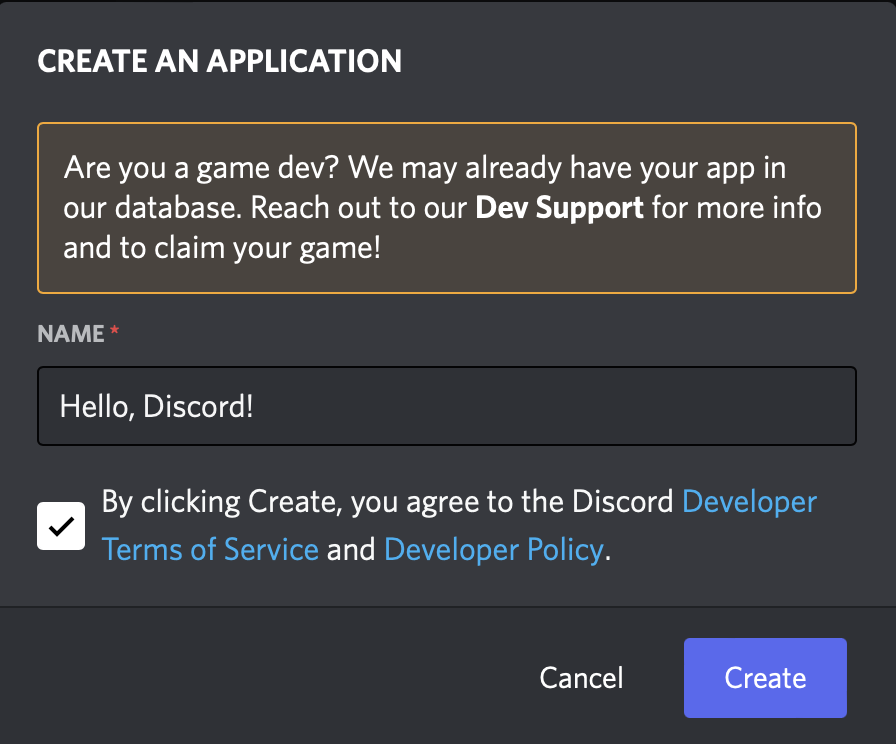 CREATE AN APPLICATION
Are you a game dev? We may already have your app in
our database. Reach out to our Dev Support for more info
and to claim your game!
NAME *
Hello, Discord!
By clicking Create, you agree to the Discord Developer
Terms of Service and Developer Policy.
Cancel
Create